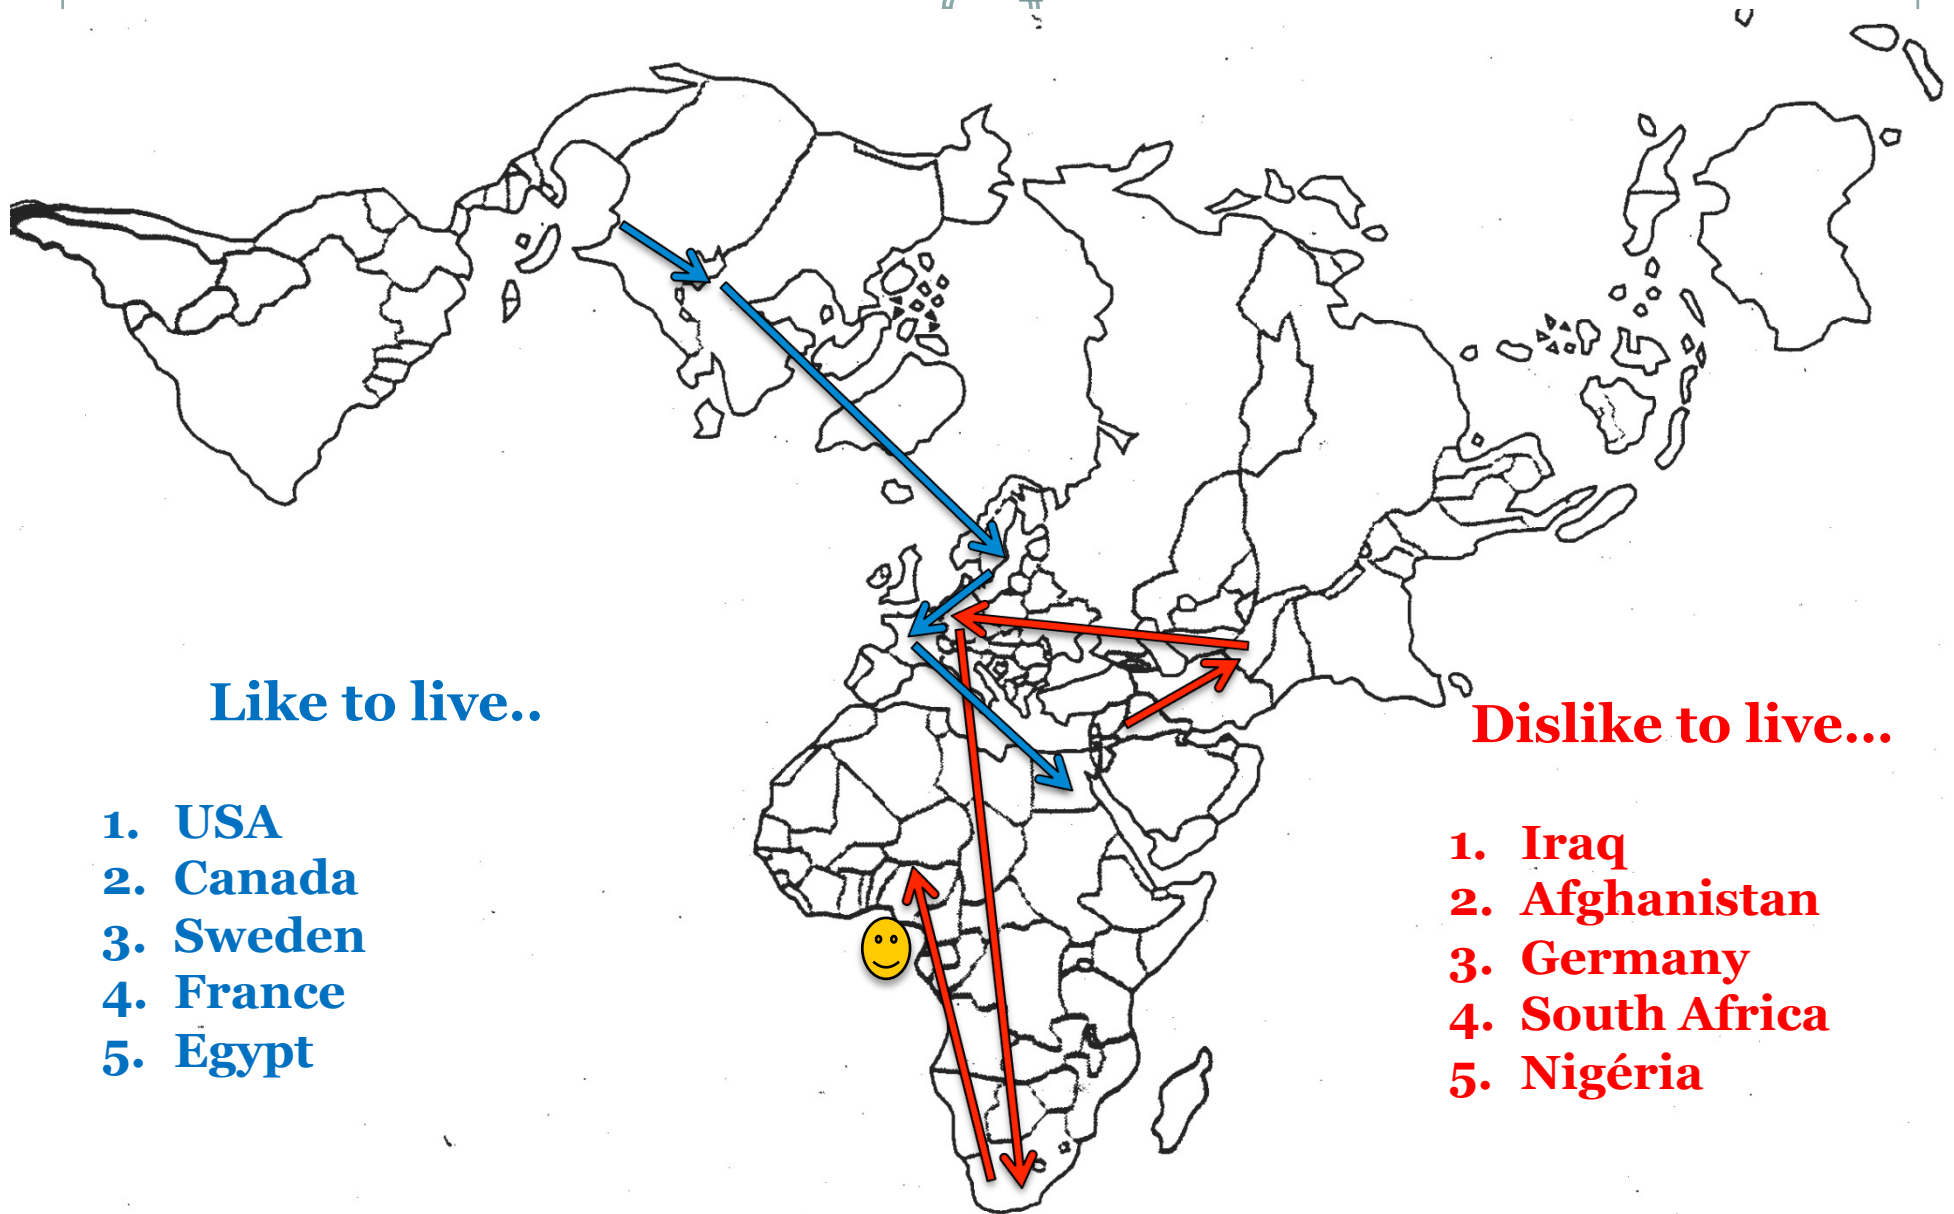 Like to live..
1. USA
2. Canada
3. Sweden
4. France
5. Egypt
Dislike to live...
1. Iraq
2. Afghanistan
3. Germany
4. South Africa
5. Nigéria